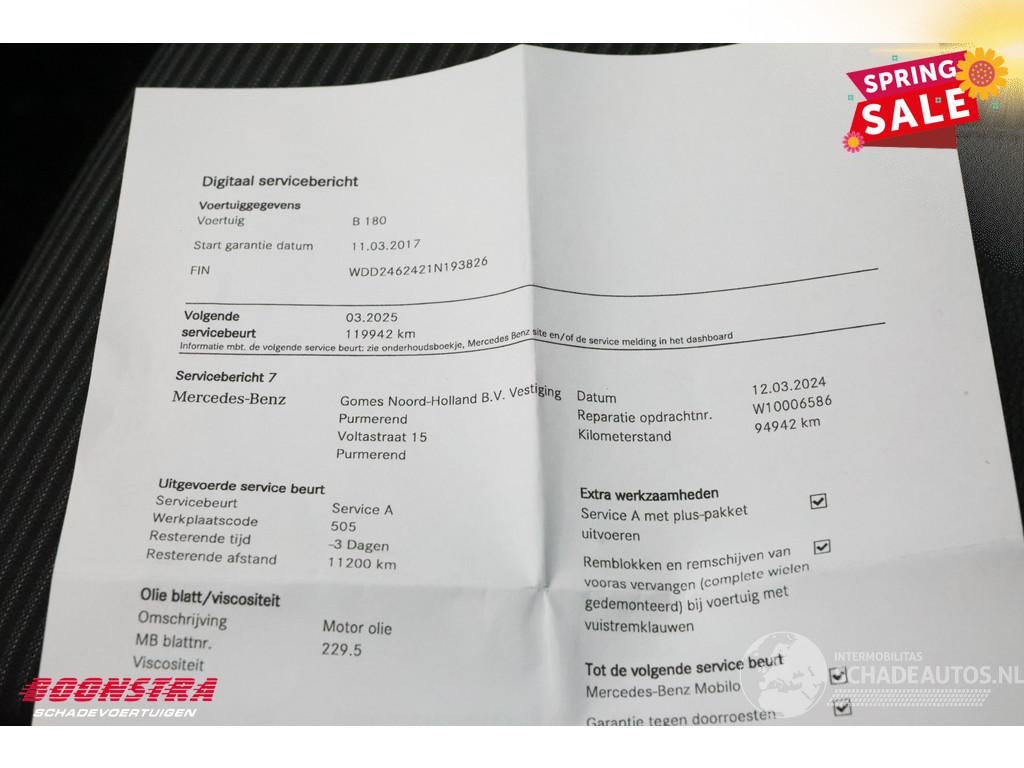 SPRING
SALE
Digitaal servicebericht
Voertuiggegevens
Voertuig B 180
Start garantie datum 11.03.2017
FIN WDD2462421N193826
Volgende 03.2025
servicebeurt 119942 km
Informatie mbt. de volgende service beurt: zie onderhoudsboekje, Mercedes Benz site en/of de service melding in het dashboard
Servicebericht 7
Mercedes-Benz
Gomes Noord-Holland B.V. Vestiging
Purmerend
Voltastraat 15
Purmerend
Datum 12.03.2024
Reparatie opdrachtnr. W10006586
Kilometerstand 94942 km
Uitgevoerde service beurt
Servicebeurt Service A
Werkplaatscode 505
Resterende tijd -3 Dagen
Resterende afstand 11200 km
Olie blatt/viscositeit
Omschrijving Motor olie
MB blattnr. 229.5
Viscositeit
Extra werkzaamheden
Service A met plus-pakket
uitvoeren
Remblokken en remschijven van
vooras vervangen (complete wielen
gedemonteerd) bij voertuig met
vuistremklauwen
Tot de volgende service beurt
Mercedes-Benz Mobilo
Garantie tegen doorroesten
BOONSTRA
SCHADEVOERTUIGEN
INTERMOBILITAS
SCHADEAUTOS.NL